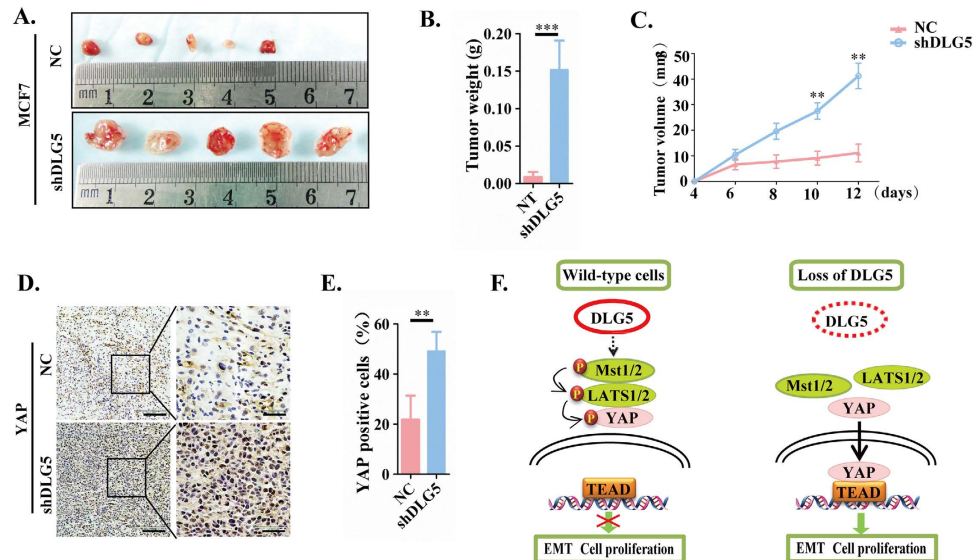 A.
MCF7
NC
mm 1 2 3 4 5 6 7
shDLG5
mm 1 2 3 4 5 6 7
B.
Tumor weight (g)
***
0.20
0.15
0.10
0.05
0.00
NT
shDLG5
C.
NC
shDLG5
Tumor volume (mm3)
50
40
30
20
10
0
**
**
4 6 8 10 12 (days)
D.
YAP
NC
shDLG5
E.
YAP positive cells (%)
**
60
40
20
0
NC
shDLG5
F.
Wild-type cells
DLG5
P Mst1/2
P LATS1/2
P YAP
TEAD
EMT Cell proliferation
Loss of DLG5
DLG5
Mst1/2
LATS1/2
YAP
YAP
TEAD
EMT Cell proliferation